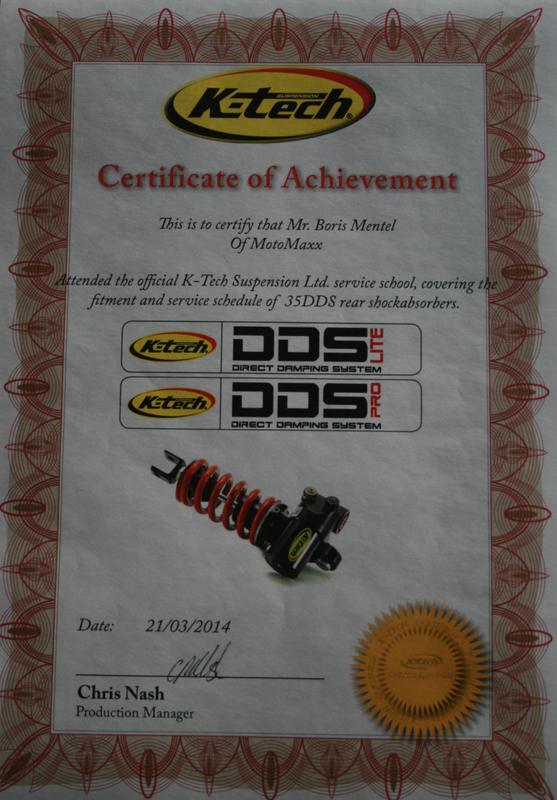 K-tech
SUSPENSION
Certificate of Achievement
This is to certify that Mr. Boris Mentel
Of MotoMaxx
Attended the official K-Tech Suspension Ltd. service school, covering the
fitment and service schedule of 35DDS rear shockabsorbers.
K-tech DDS LITE
DIRECT DAMPING SYSTEM
K-tech DDS PRO
DIRECT DAMPING SYSTEM
K-tech
Date: 21/03/2014
Chris Nash
Production Manager
K-tech